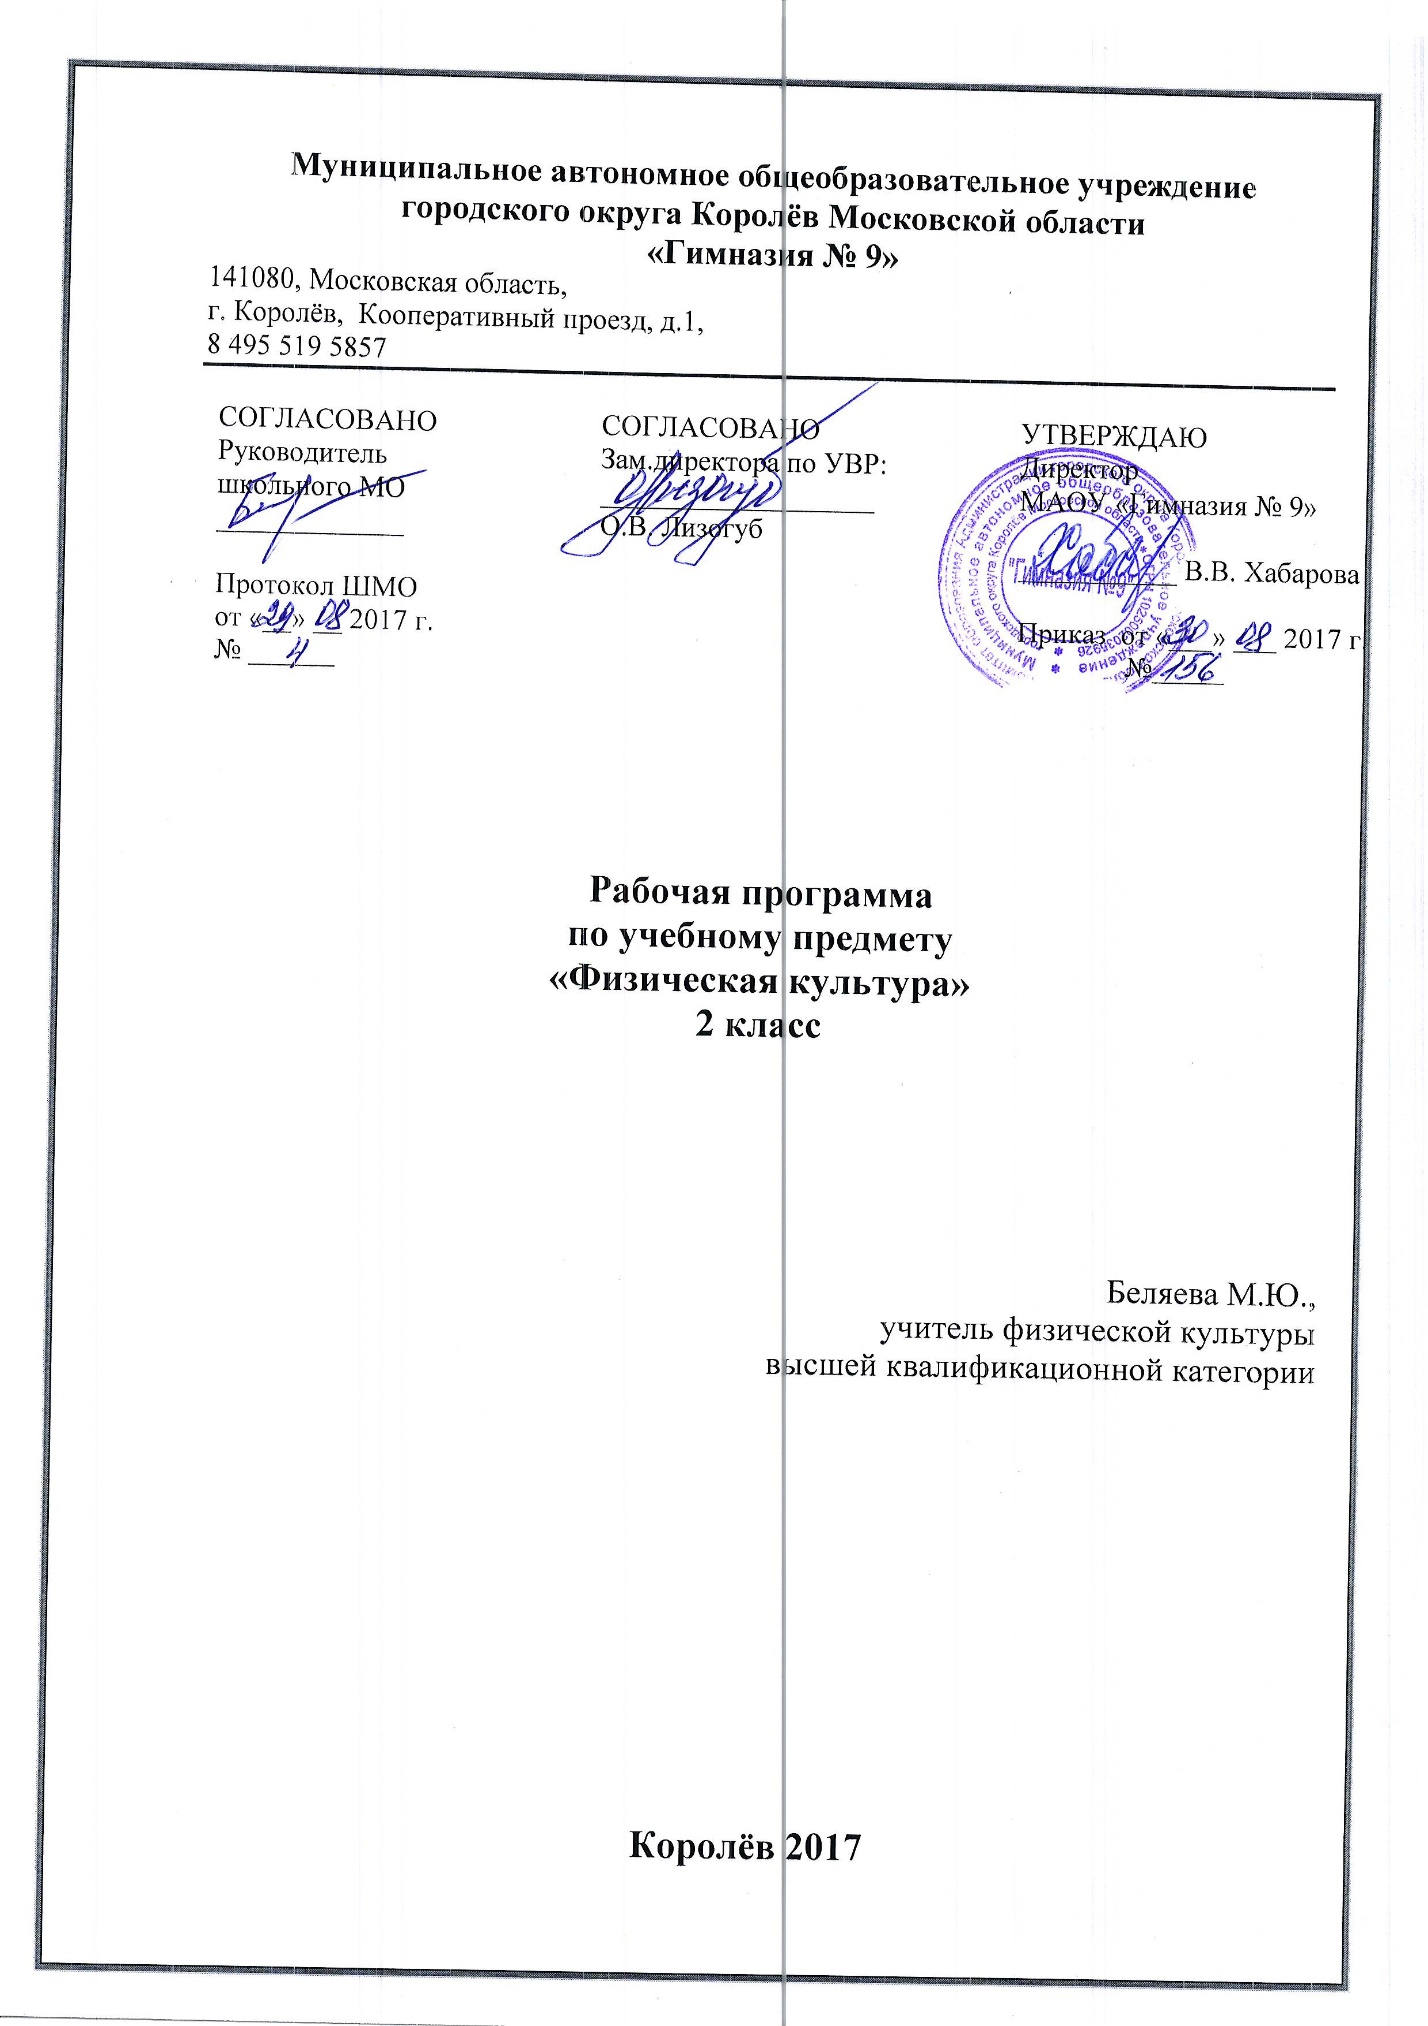 Муниципальное автономное общеобразовательное учреждение
городского округа Королёв Московской области
«Гимназия № 9»
141080, Московская область,
г. Королёв, Кооперативный проезд, д.1,
8 495 519 5857
СОГЛАСОВАНО
Руководитель
школьного МО
Протокол ШМО
от «29» 08 2017 г.
№ 4
СОГЛАСОВАНО
Зам.директора по УВР:
О.В. Лизогуб
УТВЕРЖДАЮ
Директор
МАОУ «Гимназия № 9»
В.В. Хабарова
Приказ от «30» 08 2017 г.
№ 156
"Гимназия №9"
Рабочая программа
по учебному предмету
«Физическая культура»
2 класс
Беляева М.Ю.,
учитель физической культуры
высшей квалификационной категории
Королёв 2017